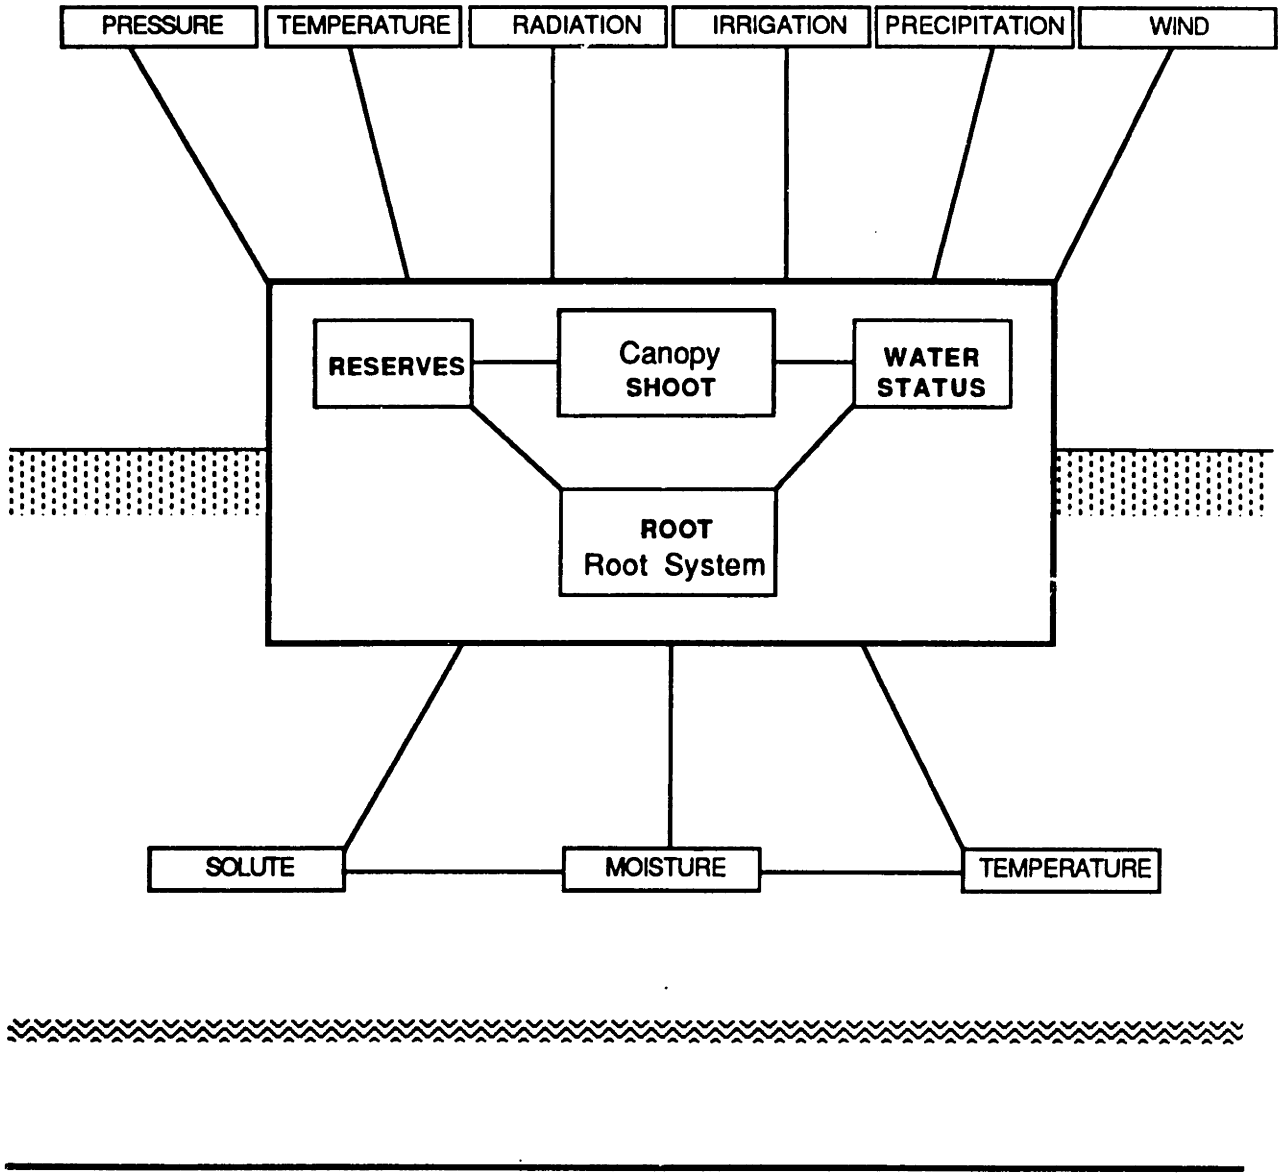 PRESSURE
TEMPERATURE
RADIATION
IRRIGATION
PRECIPITATION
WIND
RESERVES
Canopy
SHOOT
WATER
STATUS
ROOT
Root System
SOLUTE
MOISTURE
TEMPERATURE